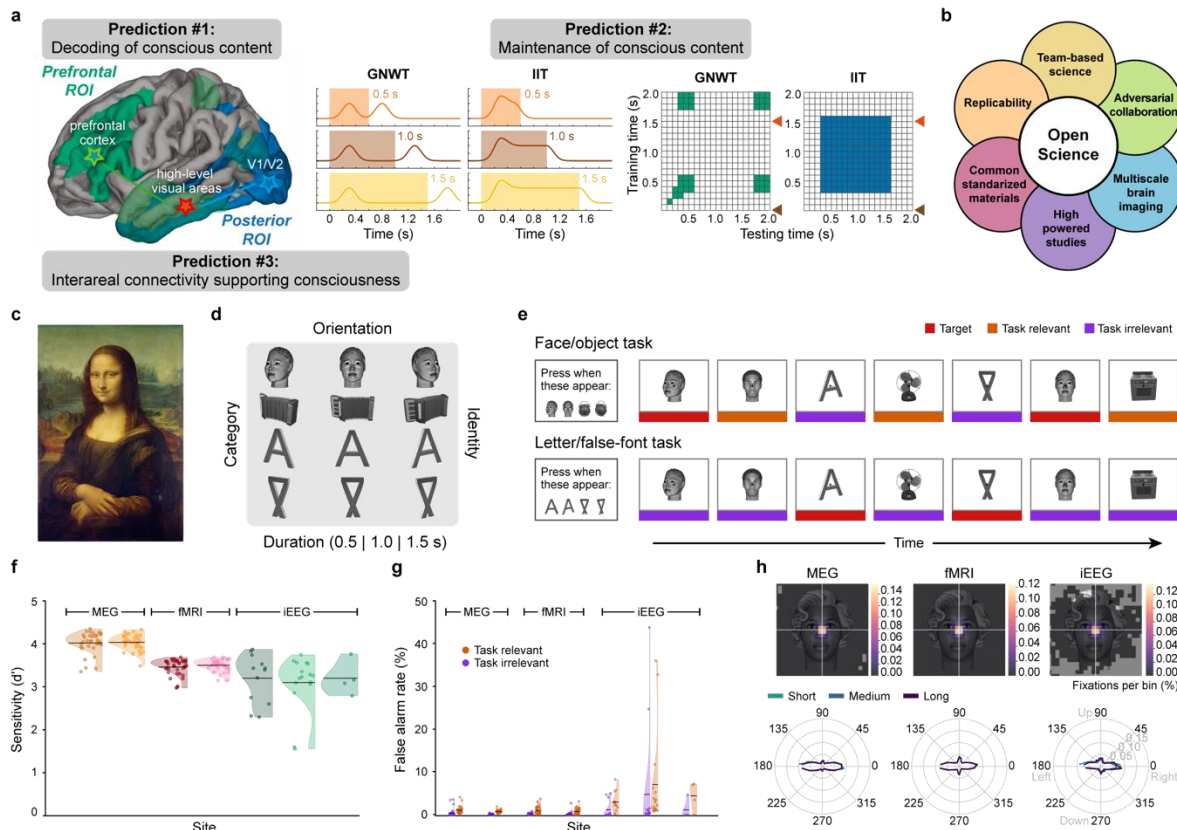 a
Prediction #1:
Decoding of conscious content
Prefrontal
ROI
prefrontal
cortex
V1/V2
high-level
visual areas
Posterior
ROI
Prediction #3:
Interareal connectivity supporting consciousness
Prediction #2:
Maintenance of conscious content
GNWT
IIT
0.5 s
0.5 s
1.0 s
1.0 s
1.5 s
1.5 s
0 0.4 0.8 1.2 1.6
Time (s)
0 0.4 0.8 1.2 1.6
Time (s)
GNWT
IIT
Training time (s)
2.0
1.5
1.0
0.5
2.0
1.5
1.0
0.5
0.5 1.0 1.5 2.0
0.5 1.0 1.5 2.0
Testing time (s)
b
Team-based
science
Adversarial
collaboration
Multiscale
brain
imaging
High
powered
studies
Common
standarized
materials
Replicability
Open
Science
c
d
Orientation
Category
Identity
Duration (0.5 | 1.0 | 1.5 s)
e
Target
Task relevant
Task irrelevant
Face/object task
Press when
these appear:
Letter/false-font task
Press when
these appear:
Time
f
MEG
fMRI
iEEG
Sensitivity (d')
5
4
3
2
1
0
Site
g
MEG
fMRI
iEEG
Task relevant
Task irrelevant
False alarm rate (%)
50
40
30
20
10
0
Site
h
MEG
fMRI
iEEG
0.14
0.12
0.10
0.08
0.06
0.04
0.02
0.00
0.12
0.10
0.08
0.06
0.04
0.02
0.00
0.12
0.10
0.08
0.06
0.04
0.02
0.00
Fixations per bin (%)
Short
Medium
Long
90
135 45
180 0
225 315
270
90
135 45
180 0
225 315
270
Up
90
135 45
0.15
0.10
0.05
180 0
Left Right
225 315
Down
270